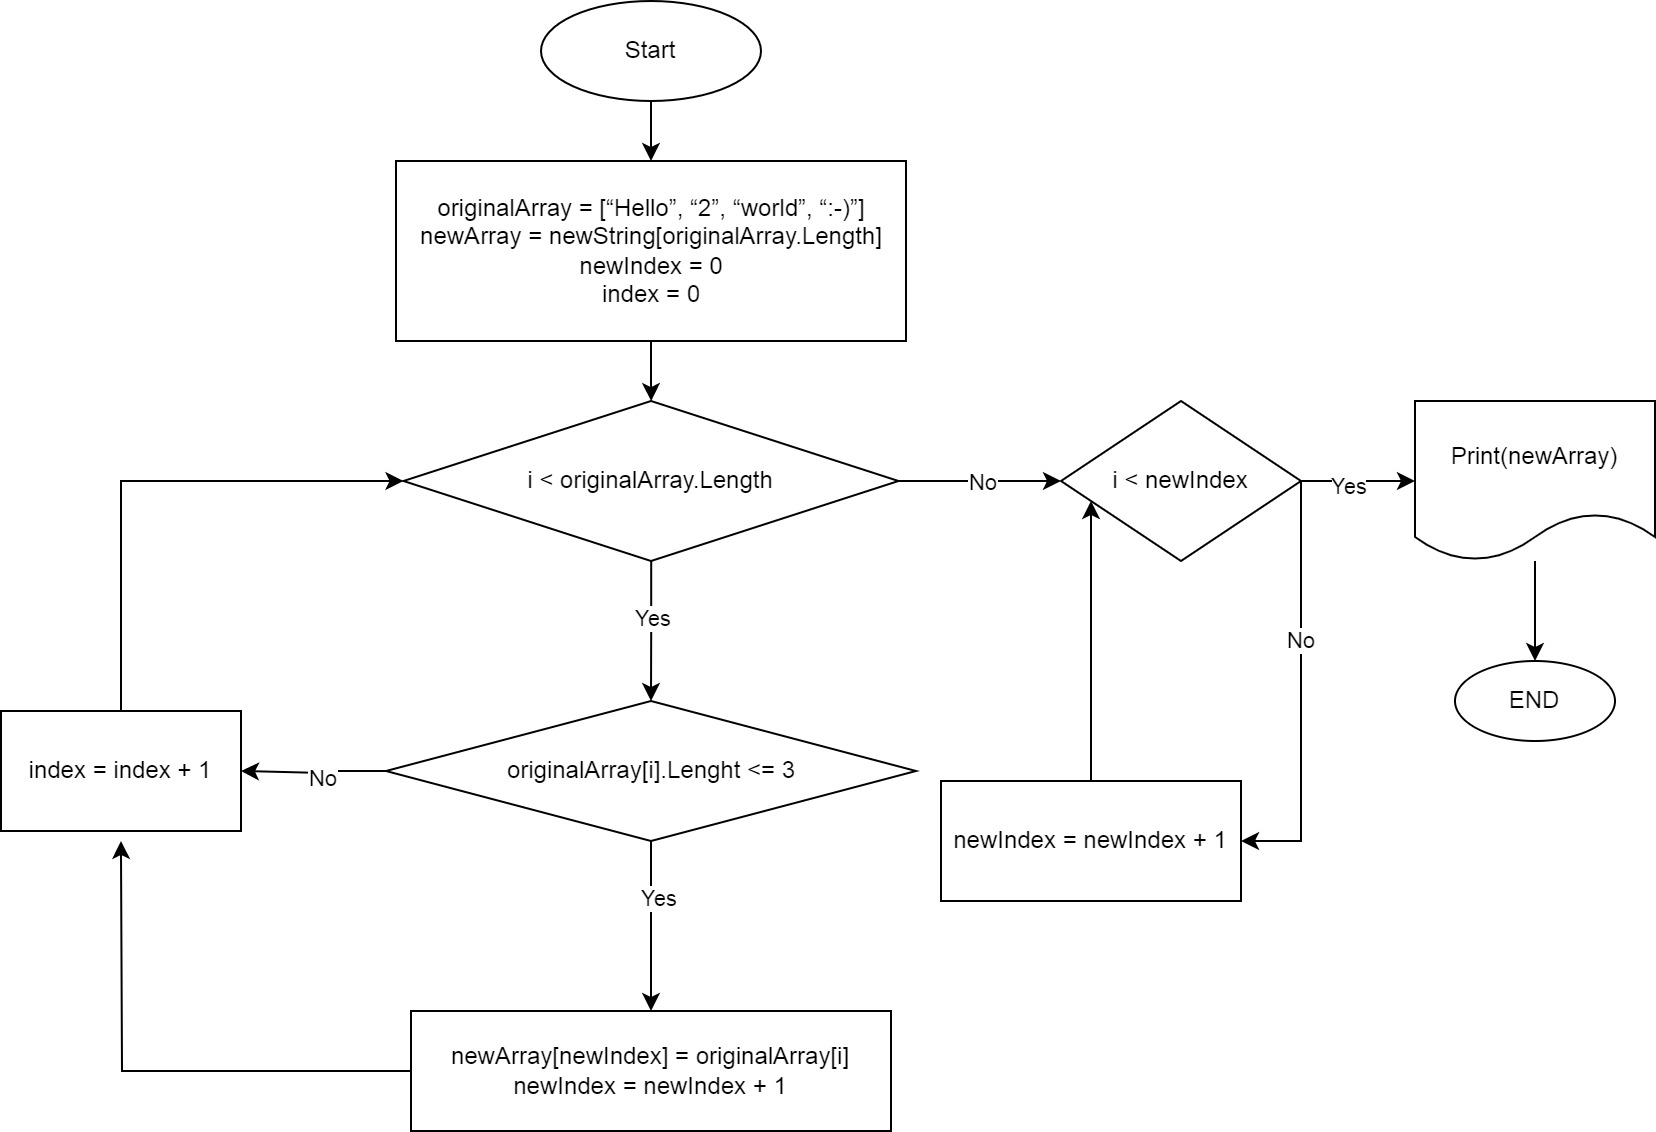 Start
originalArray = [“Hello”, “2”, “world”, “:-)”]
newArray = newString[originalArray.Length]
newIndex = 0
index = 0
i < originalArray.Length
No
i < newIndex
Yes
Print(newArray)
Yes
No
END
originalArray[i].Lenght <= 3
No
index = index + 1
newIndex = newIndex + 1
Yes
newArray[newIndex] = originalArray[i]
newIndex = newIndex + 1